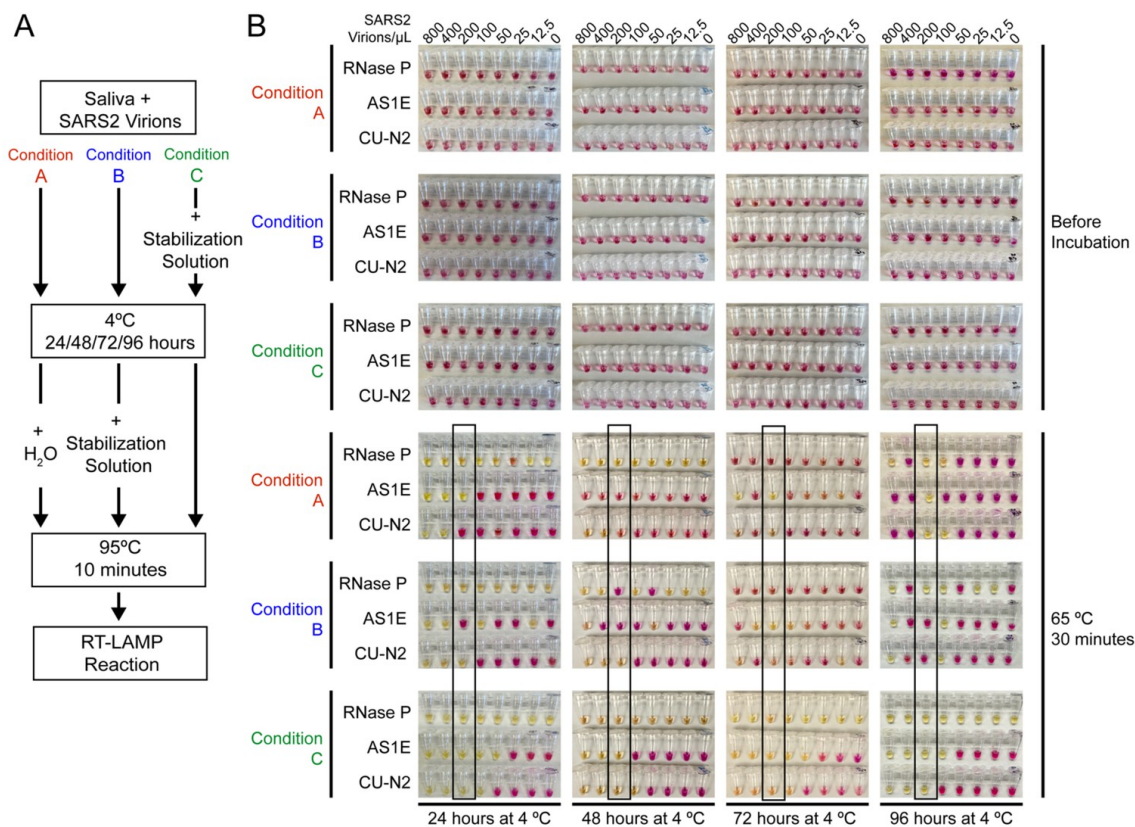 A
Saliva +
SARS2 Virions
Condition
A
Condition
B
Condition
C
+
Stabilization
Solution
4ºC
24/48/72/96 hours
+
H2O
+
Stabilization
Solution
95ºC
10 minutes
RT-LAMP
Reaction
B
SARS2
Virions/µL
800 400 200 100 50 25 12.5 0
800 400 200 100 50 25 12.5 0
800 400 200 100 50 25 12.5 0
800 400 200 100 50 25 12.5 0
Condition
A
RNase P
AS1E
CU-N2
Condition
B
RNase P
AS1E
CU-N2
Condition
C
RNase P
AS1E
CU-N2
Before
Incubation
Condition
A
RNase P
AS1E
CU-N2
Condition
B
RNase P
AS1E
CU-N2
Condition
C
RNase P
AS1E
CU-N2
65 ºC
30 minutes
24 hours at 4 ºC
48 hours at 4 ºC
72 hours at 4 ºC
96 hours at 4 ºC